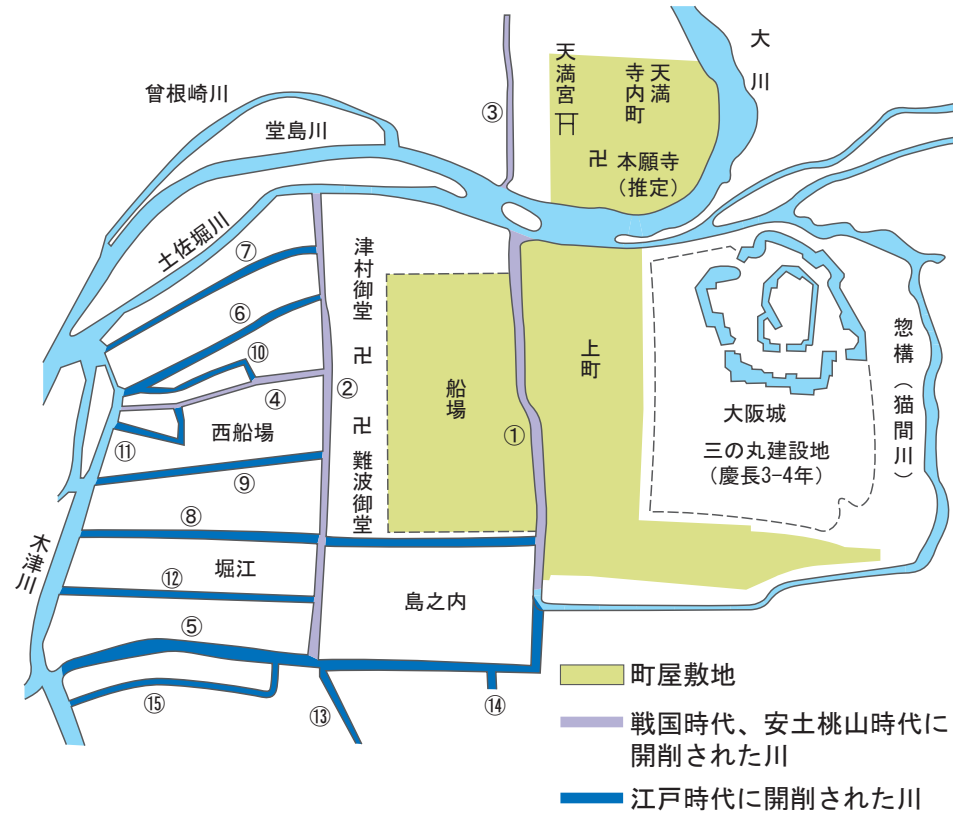 大川
天満宮
天満
寺内町
卍 本願寺
(推定)
曾根崎川
堂島川
③
土佐堀川
⑦
⑥
⑩
④
②
⑪
西船場
⑨
⑧
堀江
⑫
⑤
⑮
⑬
⑭
木津川
津村御堂
卍
卍
難波御堂
船場
①
上町
島之内
大阪城
三の丸建設地
(慶長3-4年)
惣構(猫間川)
町屋敷地
戦国時代、安土桃山時代に
開削された川
江戸時代に開削された川